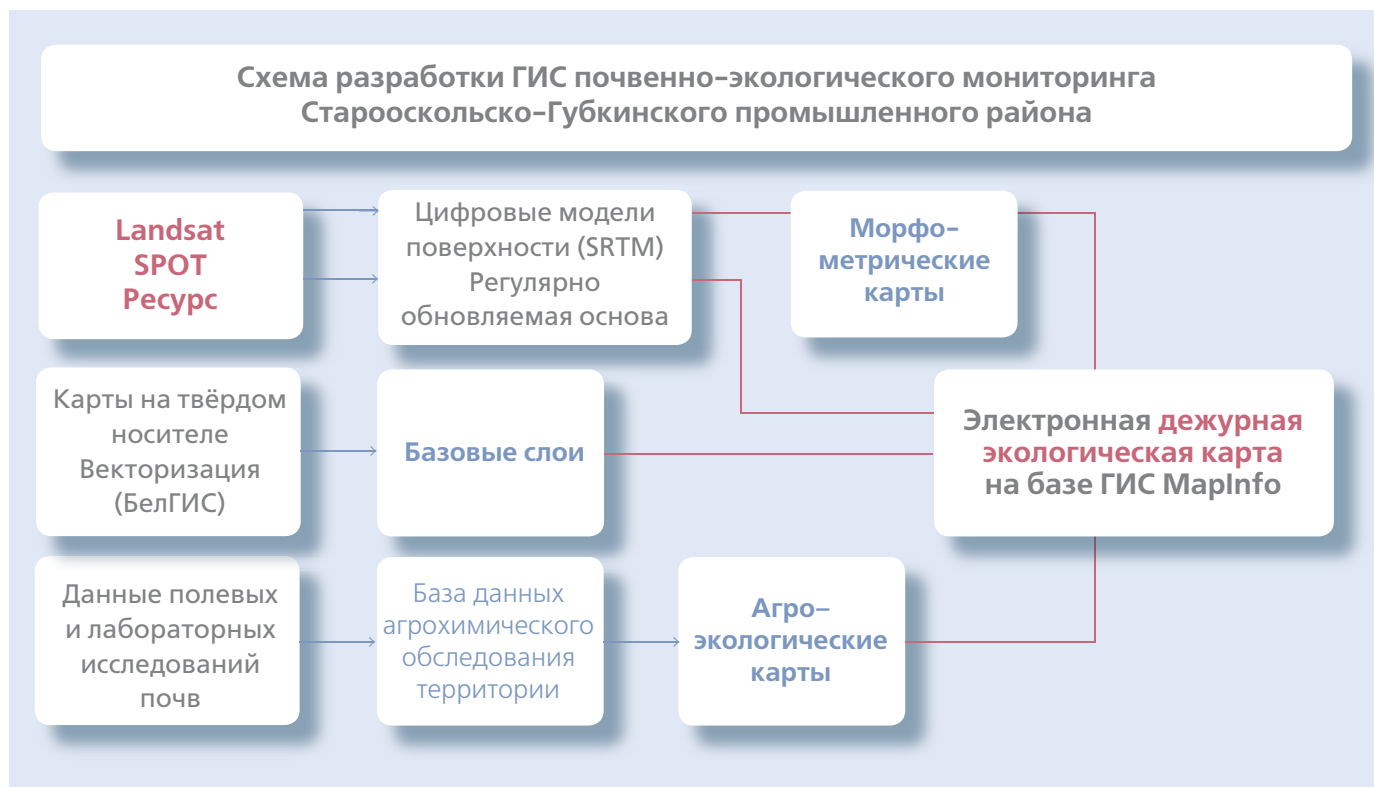 Схема разработки ГИС почвенно–экологического мониторинга
Старооскольско–Губкинского промышленного района
Landsat
SPOT
Ресурс
Цифровые модели
поверхности (SRTM)
Регулярно
обновляемая основа
Морфо–
метрические
карты
Карты на твёрдом
носителе
Векторизация
(БелГИС)
Базовые слои
Электронная дежурная
экологическая карта
на базе ГИС MapInfo
Данные полевых
и лабораторных
исследований
почв
База данных
агрохимического
обследования
территории
Агро–
экологические
карты